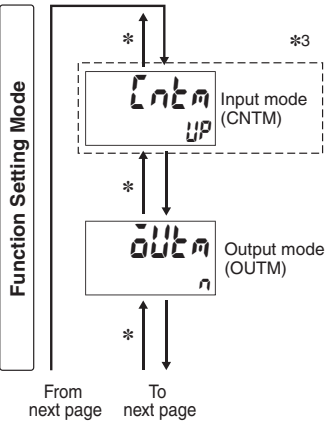 Function Setting Mode
*
*3
Cntm
UP
Input mode
(CNTM)
*
oUtm
n
Output mode
(OUTM)
*
From
next page
To
next page